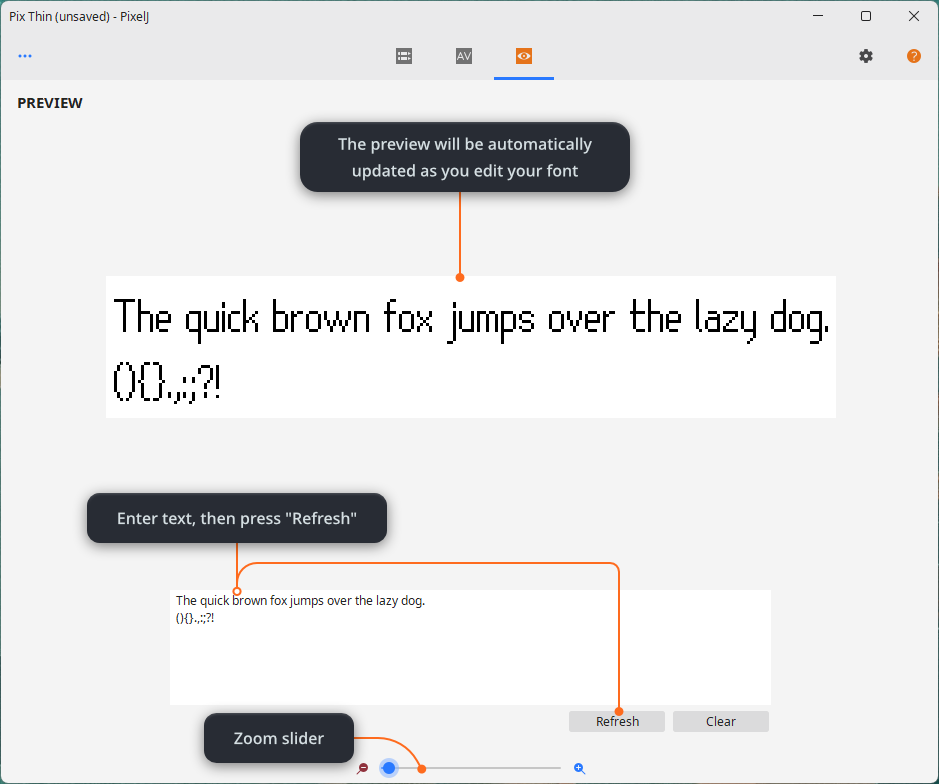 Pix Thin (unsaved) - PixelJ
AV
?
PREVIEW
The preview will be automatically
updated as you edit your font
The quick brown fox jumps over the lazy dog.
(){}.,:;?!
Enter text, then press "Refresh"
The quick brown fox jumps over the lazy dog.
(){}.,:;?!
Refresh
Clear
Zoom slider